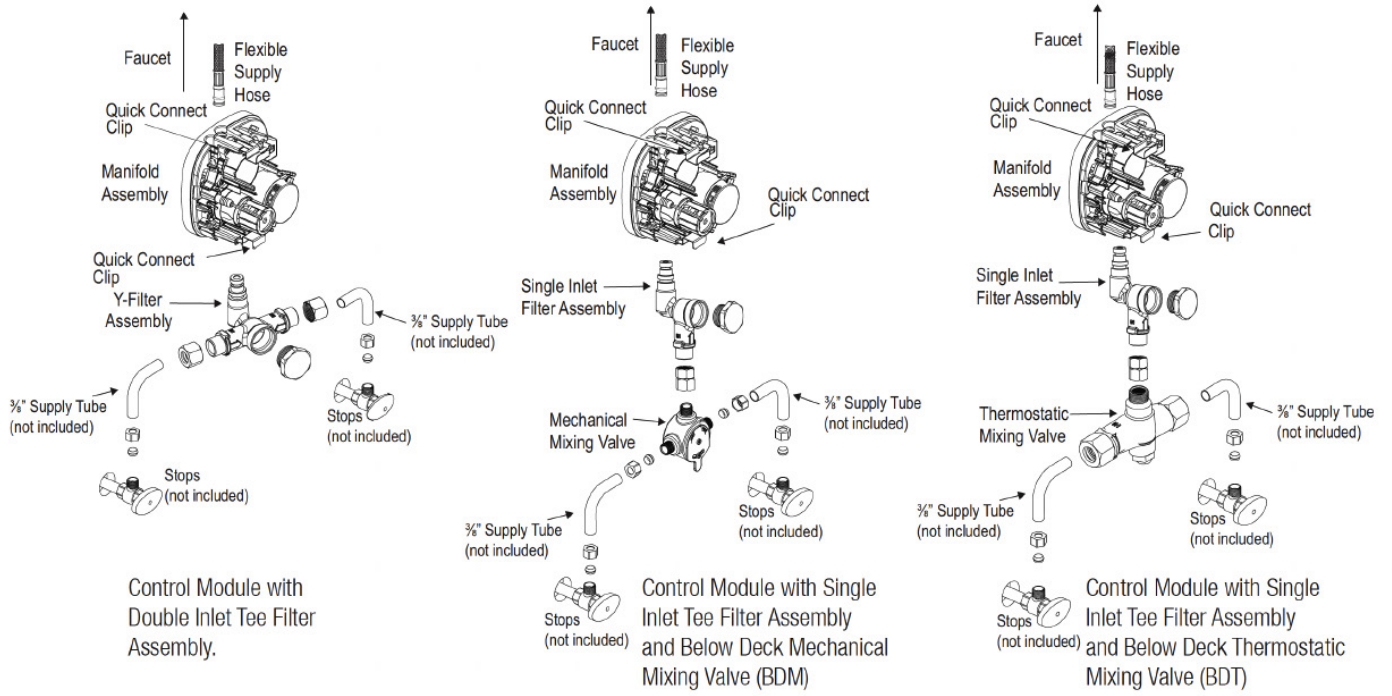 Faucet
Flexible
Supply
Hose
Quick Connect
Clip
Manifold
Assembly
Quick Connect
Clip
Y-Filter
Assembly
⅜" Supply Tube
(not included)
⅜" Supply Tube
(not included)
Stops
(not included)
Stops
(not included)
Control Module with
Double Inlet Tee Filter
Assembly.
Faucet
Flexible
Supply
Hose
Quick Connect
Clip
Manifold
Assembly
Quick Connect
Clip
Single Inlet
Filter Assembly
Mechanical
Mixing Valve
⅜" Supply Tube
(not included)
⅜" Supply Tube
(not included)
Stops
(not included)
Stops
(not included)
Control Module with Single
Inlet Tee Filter Assembly
and Below Deck Mechanical
Mixing Valve (BDM)
Faucet
Flexible
Supply
Hose
Quick Connect
Clip
Manifold
Assembly
Quick Connect
Clip
Single Inlet
Filter Assembly
Thermostatic
Mixing Valve
⅜" Supply Tube
(not included)
⅜" Supply Tube
(not included)
Stops
(not included)
Stops
(not included)
Control Module with Single
Inlet Tee Filter Assembly
and Below Deck Thermostatic
Mixing Valve (BDT)